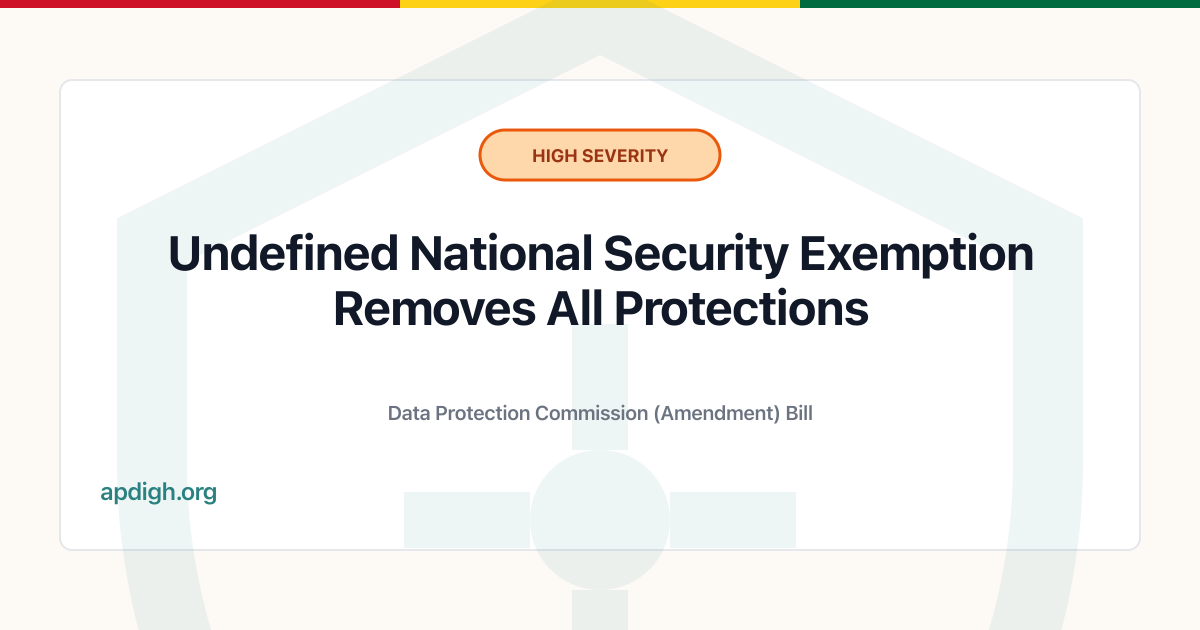 HIGH SEVERITY
Undefined National Security Exemption
Removes All Protections
Data Protection Commission (Amendment) Bill
apdigh.org